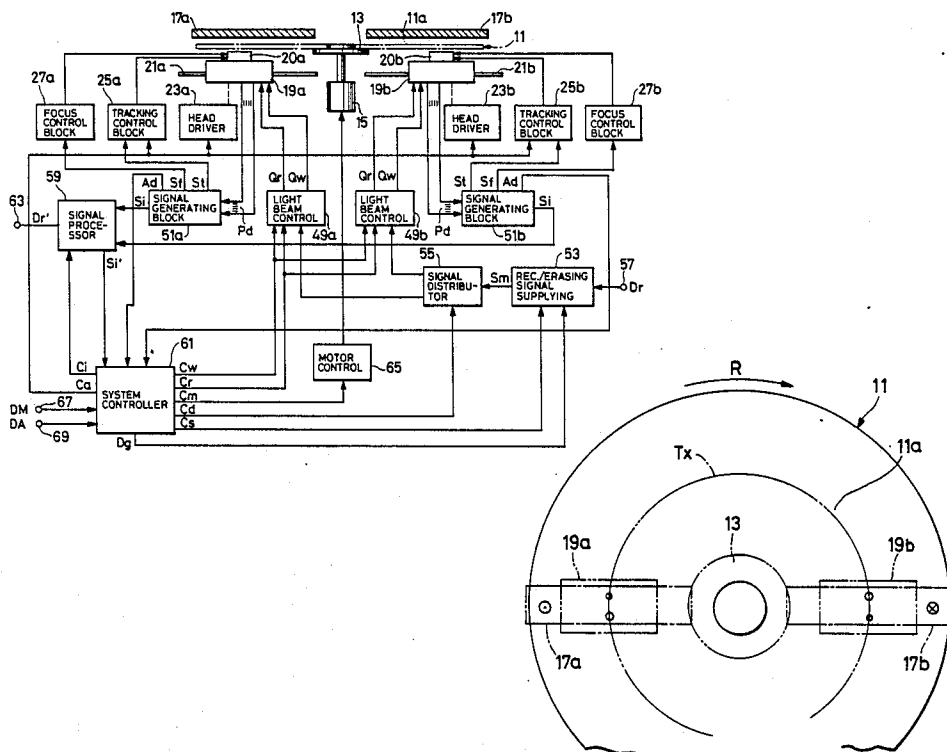 17a 13 11a 17b
11
21a 20a 20b 21b
27a 25a 23a 19a 19b 23b 25b 27b
15
FOCUS CONTROL BLOCK
TRACKING CONTROL BLOCK
HEAD DRIVER
HEAD DRIVER
TRACKING CONTROL BLOCK
FOCUS CONTROL BLOCK
Ad Sf St Qr Qw Qr Qw St Sf Ad
59
63
Dr'
SIGNAL PROCE- SSOR
Si
SIGNAL GENERATING BLOCK
51a
Pd
LIGHT BEAM CONTROL
49a
LIGHT BEAM CONTROL
49b
Pd
SIGNAL GENERATING BLOCK
51b
Si
Si'
55
SIGNAL DISTRIBU- TOR
Sm
53
REC./ERASING SIGNAL SUPPLYING
57
Dr
61
Ci
Ca
SYSTEM CONTROLLER
Cw
Cr
Cm
Cd
Cs
MOTOR CONTROL
65
DM 67
DA 69
Dg
R
11
Tx
11a
13
19a
19b
17a
17b